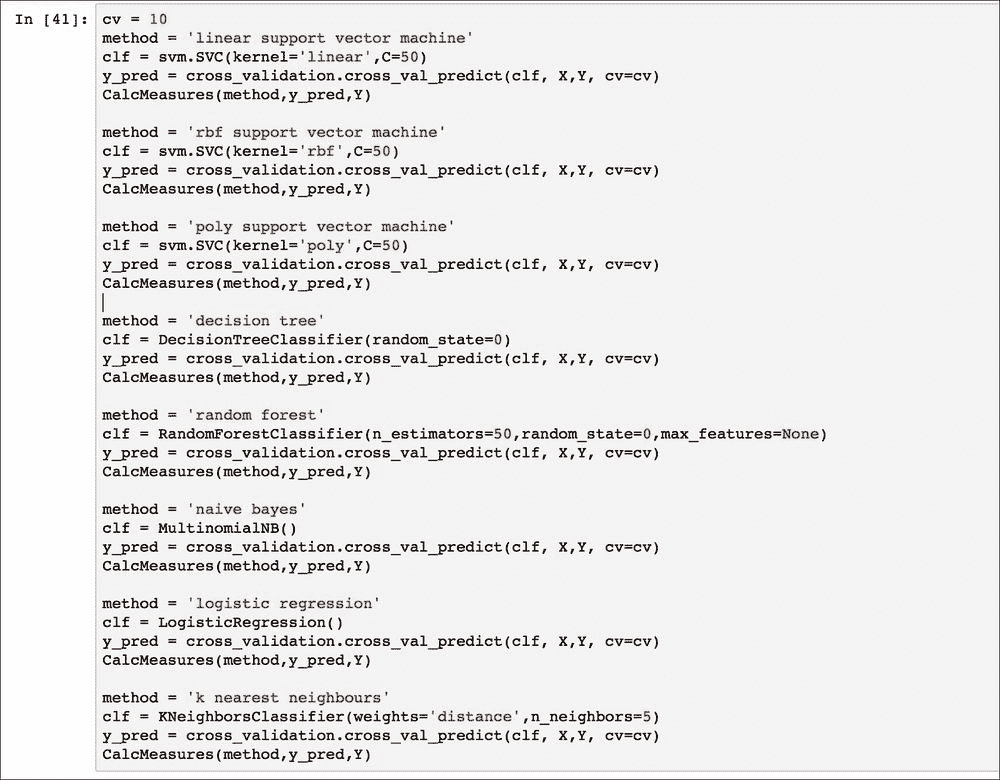 In [41]: cv = 10
method = 'linear support vector machine'
clf = svm.SVC(kernel='linear',C=50)
y_pred = cross_validation.cross_val_predict(clf, X,Y, cv=cv)
CalcMeasures(method,y_pred,Y)

method = 'rbf support vector machine'
clf = svm.SVC(kernel='rbf',C=50)
y_pred = cross_validation.cross_val_predict(clf, X,Y, cv=cv)
CalcMeasures(method,y_pred,Y)

method = 'poly support vector machine'
clf = svm.SVC(kernel='poly',C=50)
y_pred = cross_validation.cross_val_predict(clf, X,Y, cv=cv)
CalcMeasures(method,y_pred,Y)

method = 'decision tree'
clf = DecisionTreeClassifier(random_state=0)
y_pred = cross_validation.cross_val_predict(clf, X,Y, cv=cv)
CalcMeasures(method,y_pred,Y)

method = 'random forest'
clf = RandomForestClassifier(n_estimators=50,random_state=0,max_features=None)
y_pred = cross_validation.cross_val_predict(clf, X,Y, cv=cv)
CalcMeasures(method,y_pred,Y)

method = 'naive bayes'
clf = MultinomialNB()
y_pred = cross_validation.cross_val_predict(clf, X,Y, cv=cv)
CalcMeasures(method,y_pred,Y)

method = 'logistic regression'
clf = LogisticRegression()
y_pred = cross_validation.cross_val_predict(clf, X,Y, cv=cv)
CalcMeasures(method,y_pred,Y)

method = 'k nearest neighbours'
clf = KNeighborsClassifier(weights='distance',n_neighbors=5)
y_pred = cross_validation.cross_val_predict(clf, X,Y, cv=cv)
CalcMeasures(method,y_pred,Y)